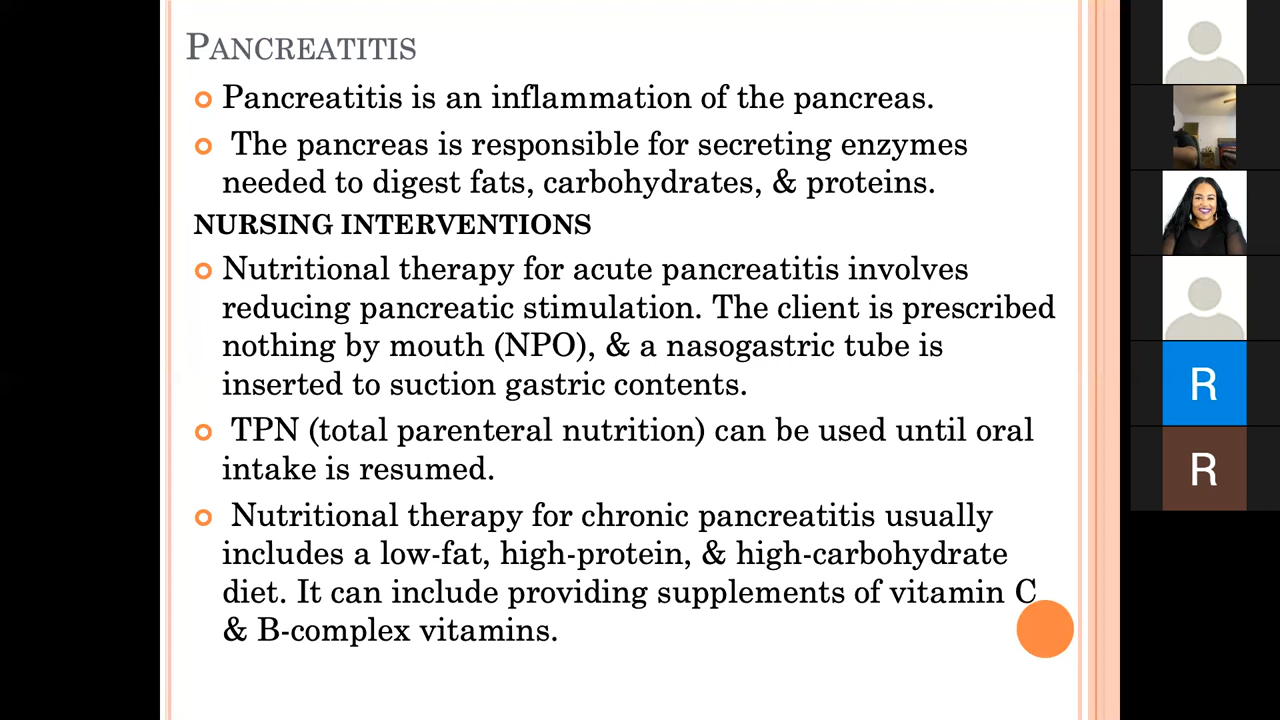 PANCREATITIS
Pancreatitis is an inflammation of the pancreas.
The pancreas is responsible for secreting enzymes
needed to digest fats, carbohydrates, & proteins.
NURSING INTERVENTIONS
Nutritional therapy for acute pancreatitis involves
reducing pancreatic stimulation. The client is prescribed
nothing by mouth (NPO), & a nasogastric tube is
inserted to suction gastric contents.
TPN (total parenteral nutrition) can be used until oral
intake is resumed.
Nutritional therapy for chronic pancreatitis usually
includes a low-fat, high-protein, & high-carbohydrate
diet. It can include providing supplements of vitamin C
& B-complex vitamins.
R
R